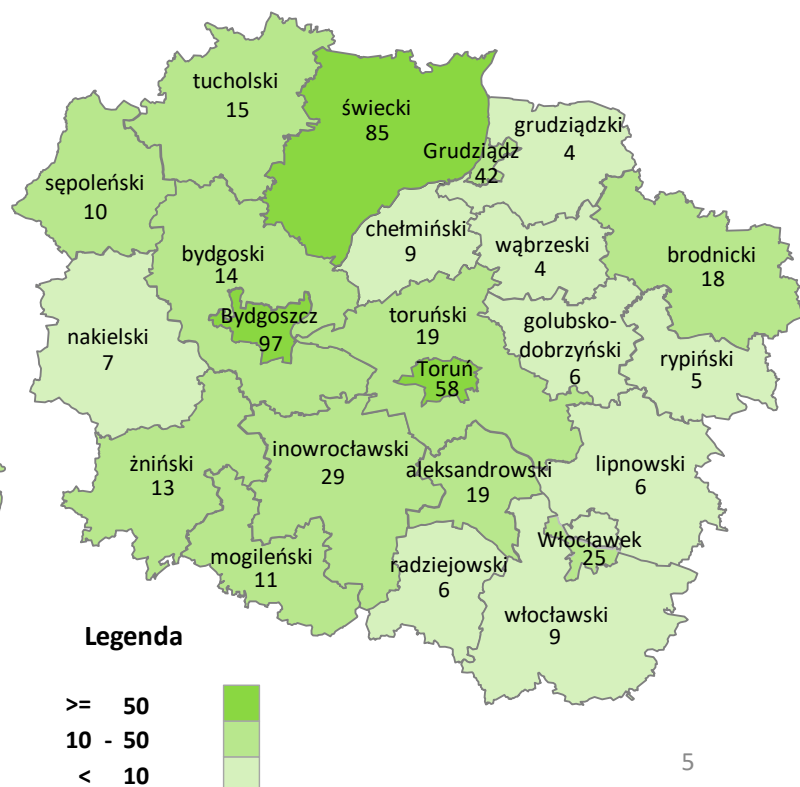 tucholski
15
świecki
85
grudziądzki
4
Grudziądz
42
sępoleński
10
chełmiński
9
wąbrzeski
4
bydgoski
14
brodnicki
18
Bydgoszcz
97
toruński
19
golubsko-
dobrzyński
6
nakielski
7
rypiński
5
Toruń
58
żniński
13
inowrocławski
29
aleksandrowski
19
lipnowski
6
mogileński
11
radziejowski
6
Włocławek
25
włocławski
9
Legenda
>= 50
10 - 50
< 10
5